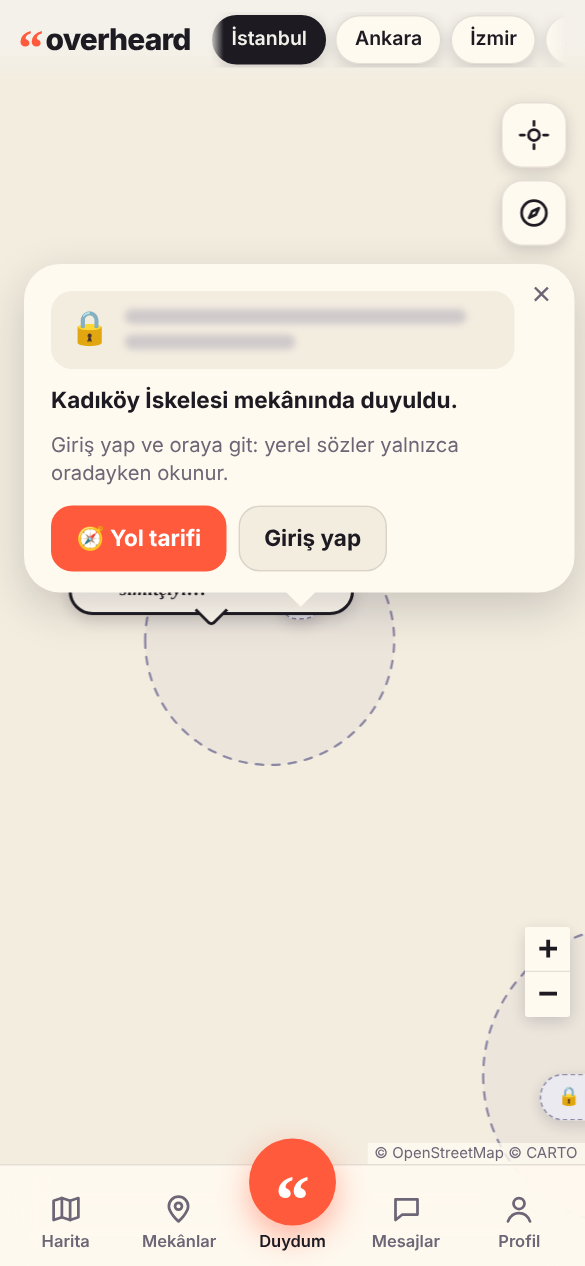 “overheard
İstanbul
Ankara
İzmir
Kadıköy İskelesi mekânında duyuldu.
Giriş yap ve oraya git: yerel sözler yalnızca
oradayken okunur.
Yol tarifi
Giriş yap
+
−
© OpenStreetMap © CARTO
Harita
Mekânlar
Duydum
Mesajlar
Profil